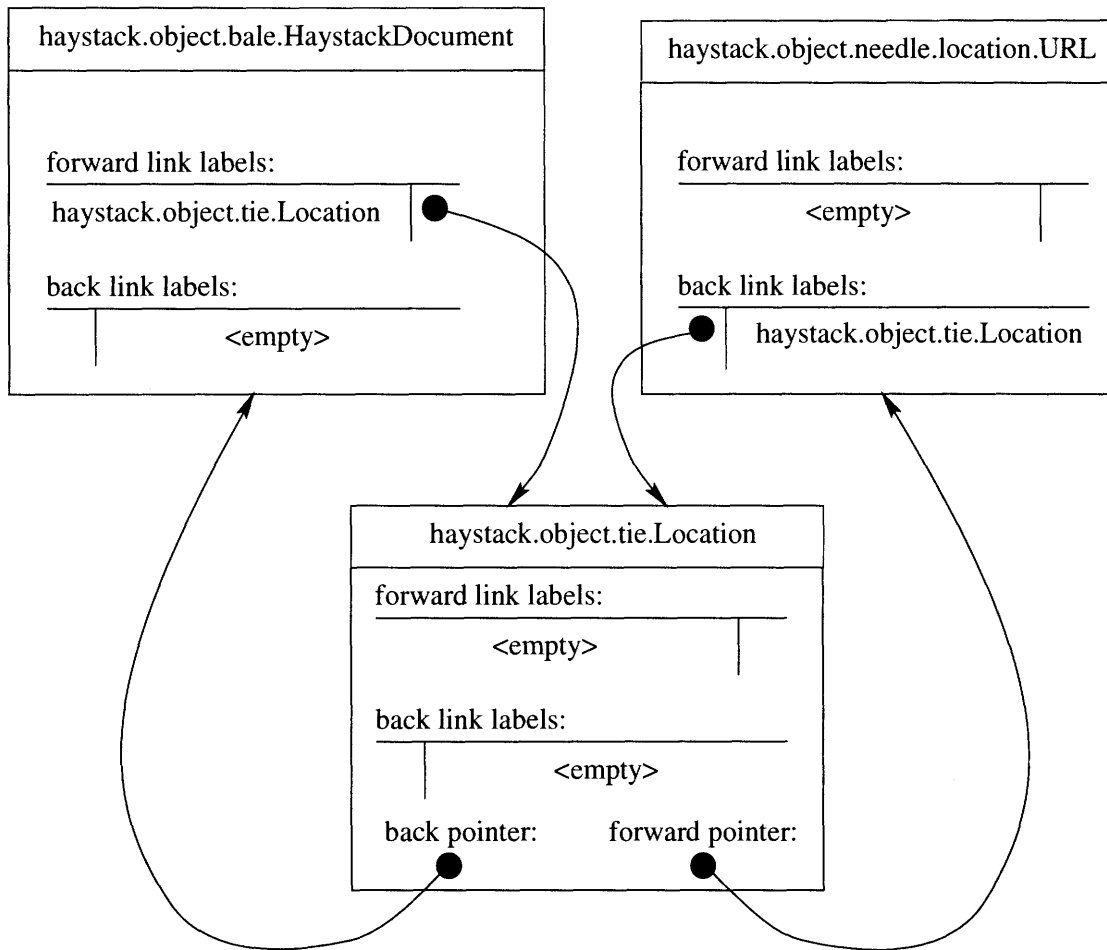 haystack.object.bale.HaystackDocument
forward link labels:
haystack.object.tie.Location
back link labels:
<empty>
haystack.object.needle.location.URL
forward link labels:
<empty>
back link labels:
haystack.object.tie.Location
haystack.object.tie.Location
forward link labels:
<empty>
back link labels:
<empty>
back pointer:
forward pointer: